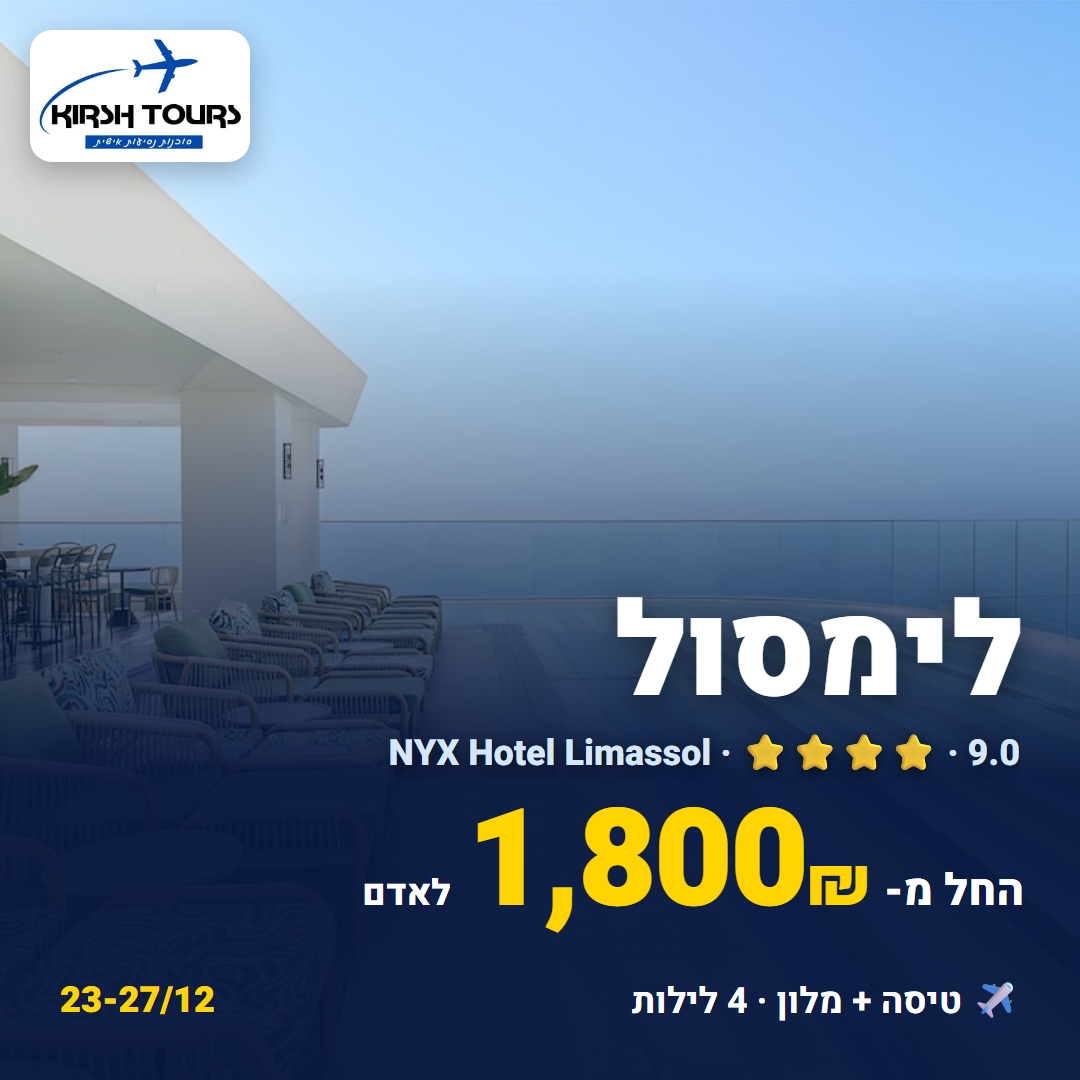 KIRSH TOURS
סוכנות נסיעות אישית
לימסול
NYX Hotel Limassol · ⭐⭐⭐⭐ · 9.0
החל מ- ₪1,800 לאדם
✈️ טיסה + מלון · 4 לילות
23-27/12